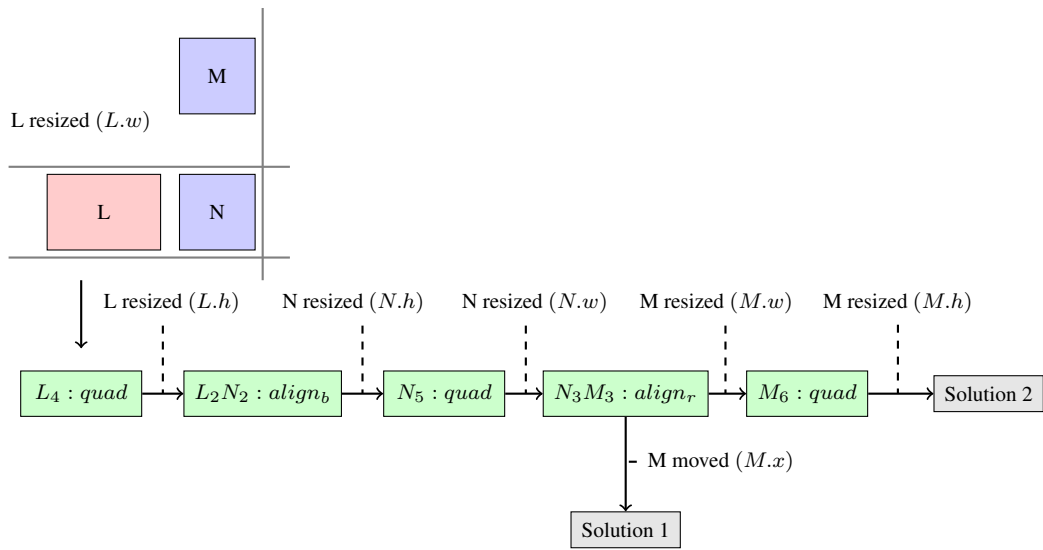 M
L resized (L.w)
L
N
L resized (L.h)
N resized (N.h)
N resized (N.w)
M resized (M.w)
M resized (M.h)
L₄ : quad
L₂N₂ : align_b
N₅ : quad
N₃M₃ : align_r
M₆ : quad
Solution 2
M moved (M.x)
Solution 1